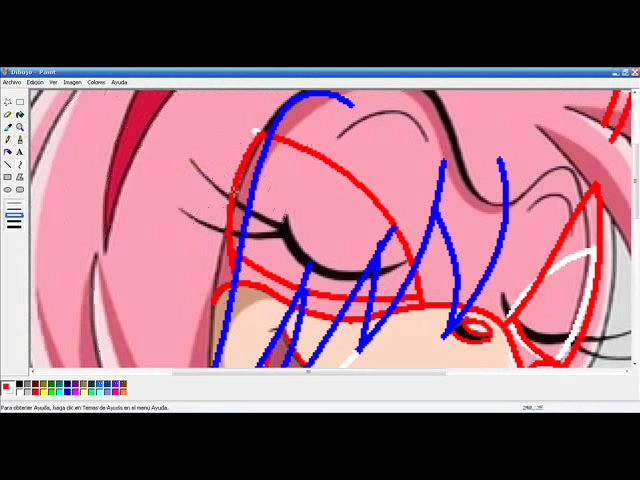 Dibujo - Paint
Archivo Edición Ver Imagen Colores Ayuda
Para obtener Ayuda, haga clic en Temas de Ayuda en el menú Ayuda.